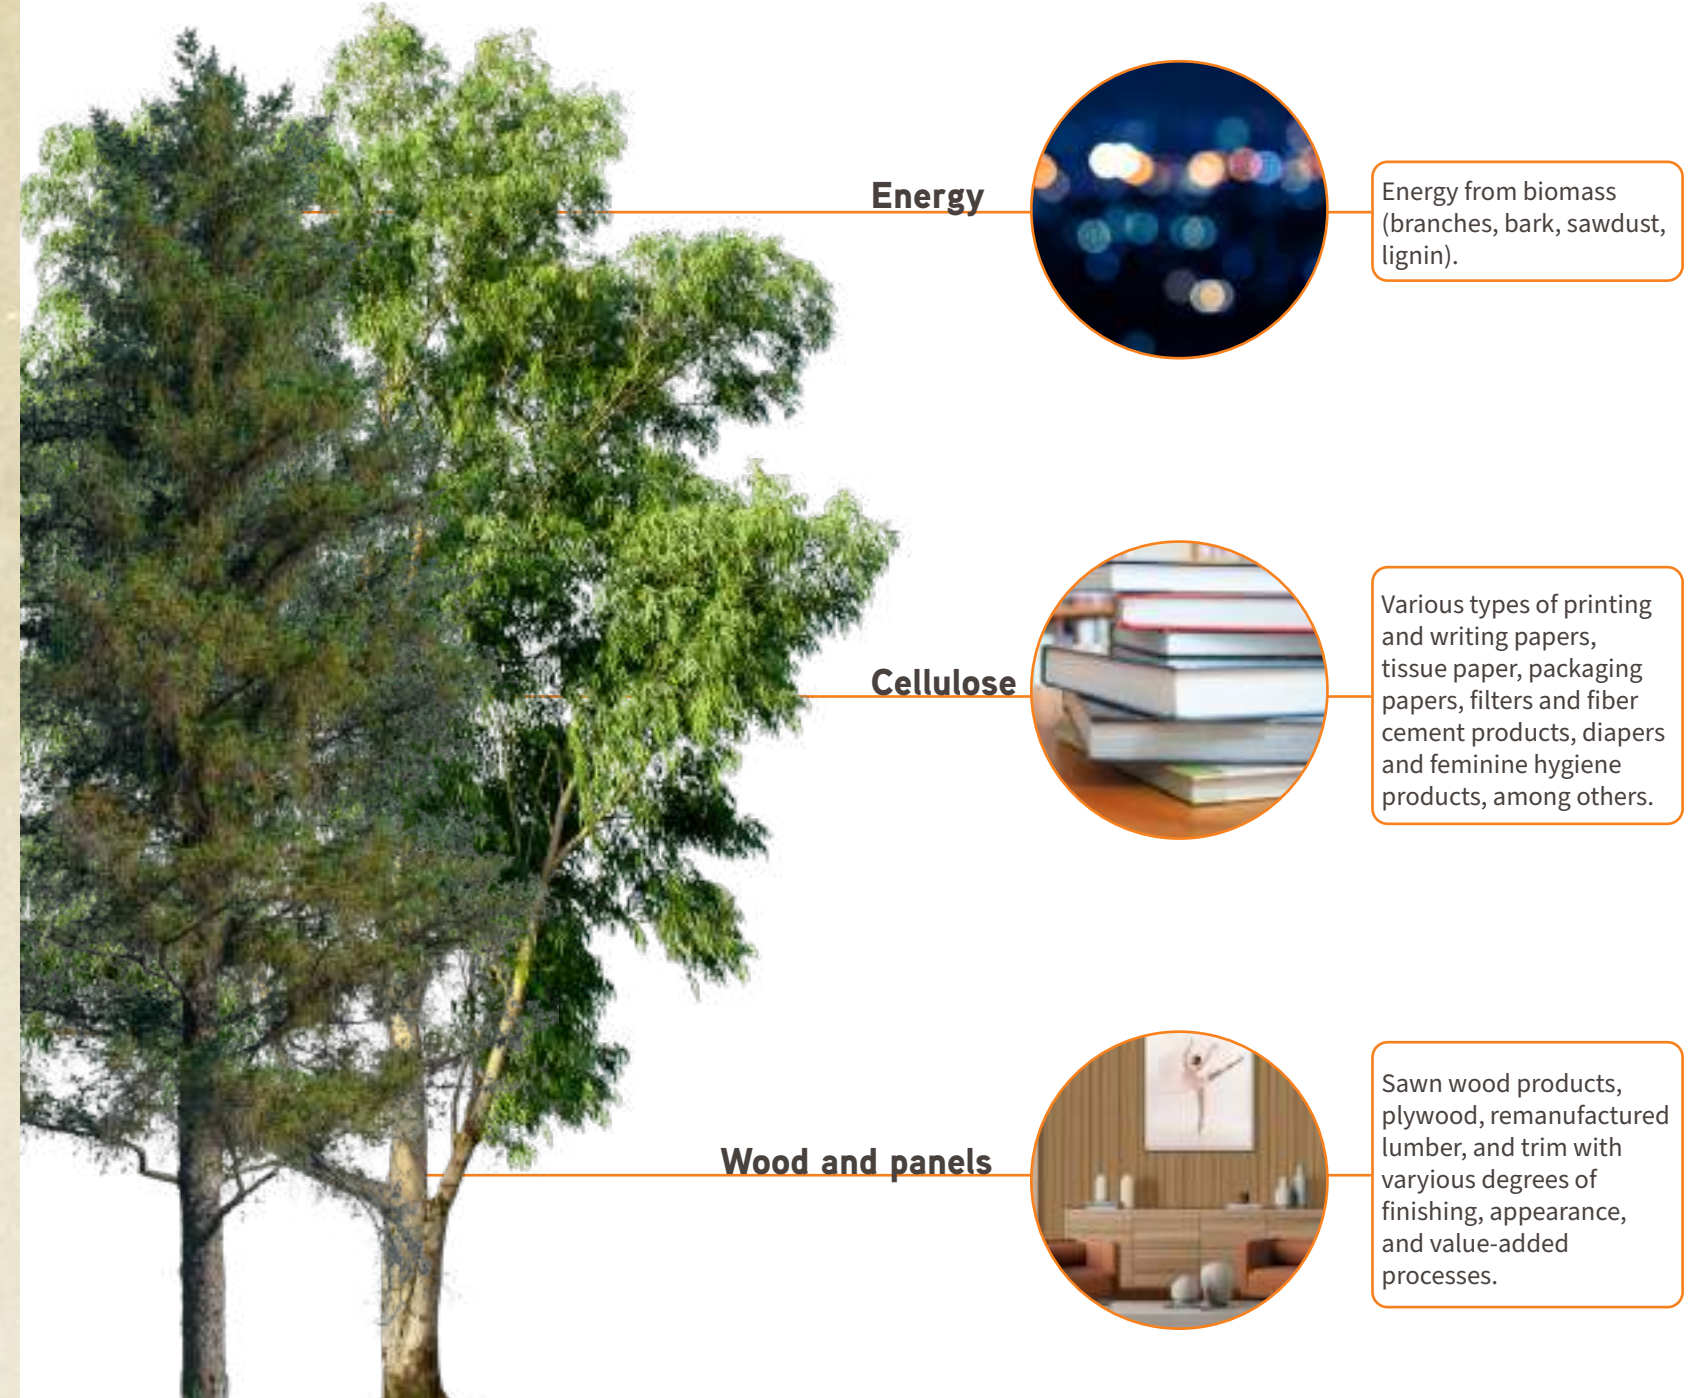 Energy
Energy from biomass
(branches, bark, sawdust,
lignin).
Cellulose
Various types of printing
and writing papers,
tissue paper, packaging
papers, filters and fiber
cement products, diapers
and feminine hygiene
products, among others.
Wood and panels
Sawn wood products,
plywood, remanufactured
lumber, and trim with
varyious degrees of
finishing, appearance,
and value-added
processes.